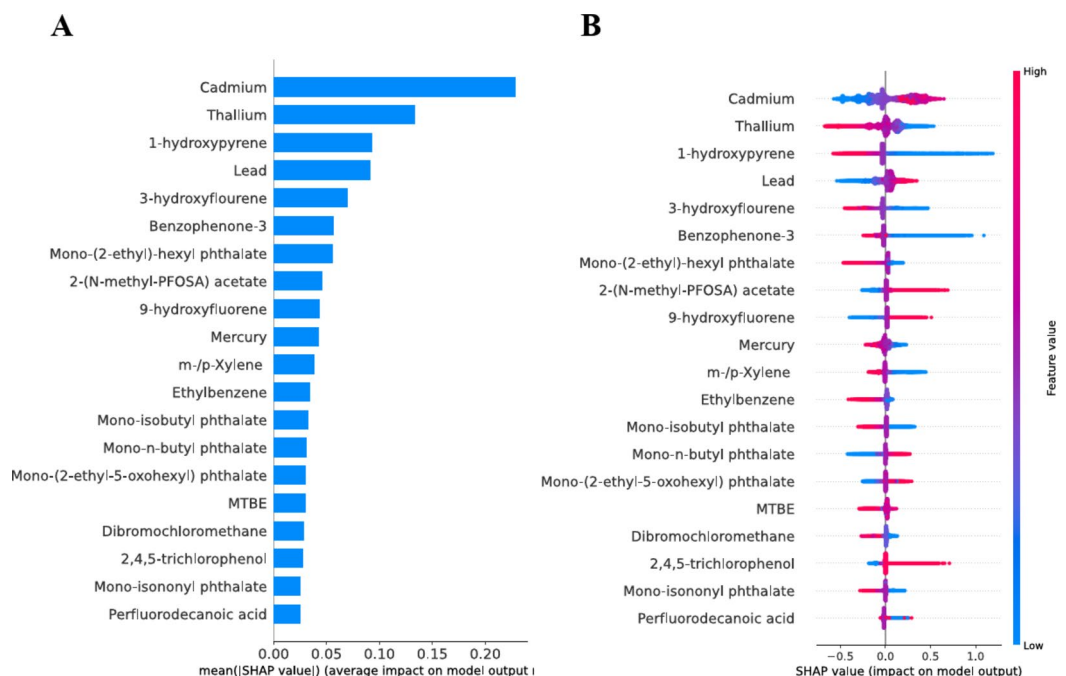 A
Cadmium
Thallium
1-hydroxypyrene
Lead
3-hydroxyflourene
Benzophenone-3
Mono-(2-ethyl)-hexyl phthalate
2-(N-methyl-PFOSA) acetate
9-hydroxyfluorene
Mercury
m-/p-Xylene
Ethylbenzene
Mono-isobutyl phthalate
Mono-n-butyl phthalate
Mono-(2-ethyl-5-oxohexyl) phthalate
MTBE
Dibromochloromethane
2,4,5-trichlorophenol
Mono-isononyl phthalate
Perfluorodecanoic acid
0.00 0.05 0.10 0.15 0.20
mean(|SHAP value|) (average impact on model output
B
High
Cadmium
Thallium
1-hydroxypyrene
Lead
3-hydroxyflourene
Benzophenone-3
Mono-(2-ethyl)-hexyl phthalate
2-(N-methyl-PFOSA) acetate
9-hydroxyfluorene
Mercury
m-/p-Xylene
Ethylbenzene
Mono-isobutyl phthalate
Mono-n-butyl phthalate
Mono-(2-ethyl-5-oxohexyl) phthalate
MTBE
Dibromochloromethane
2,4,5-trichlorophenol
Mono-isononyl phthalate
Perfluorodecanoic acid
Low
Feature value
−0.5 0.0 0.5 1.0
SHAP value (impact on model output)